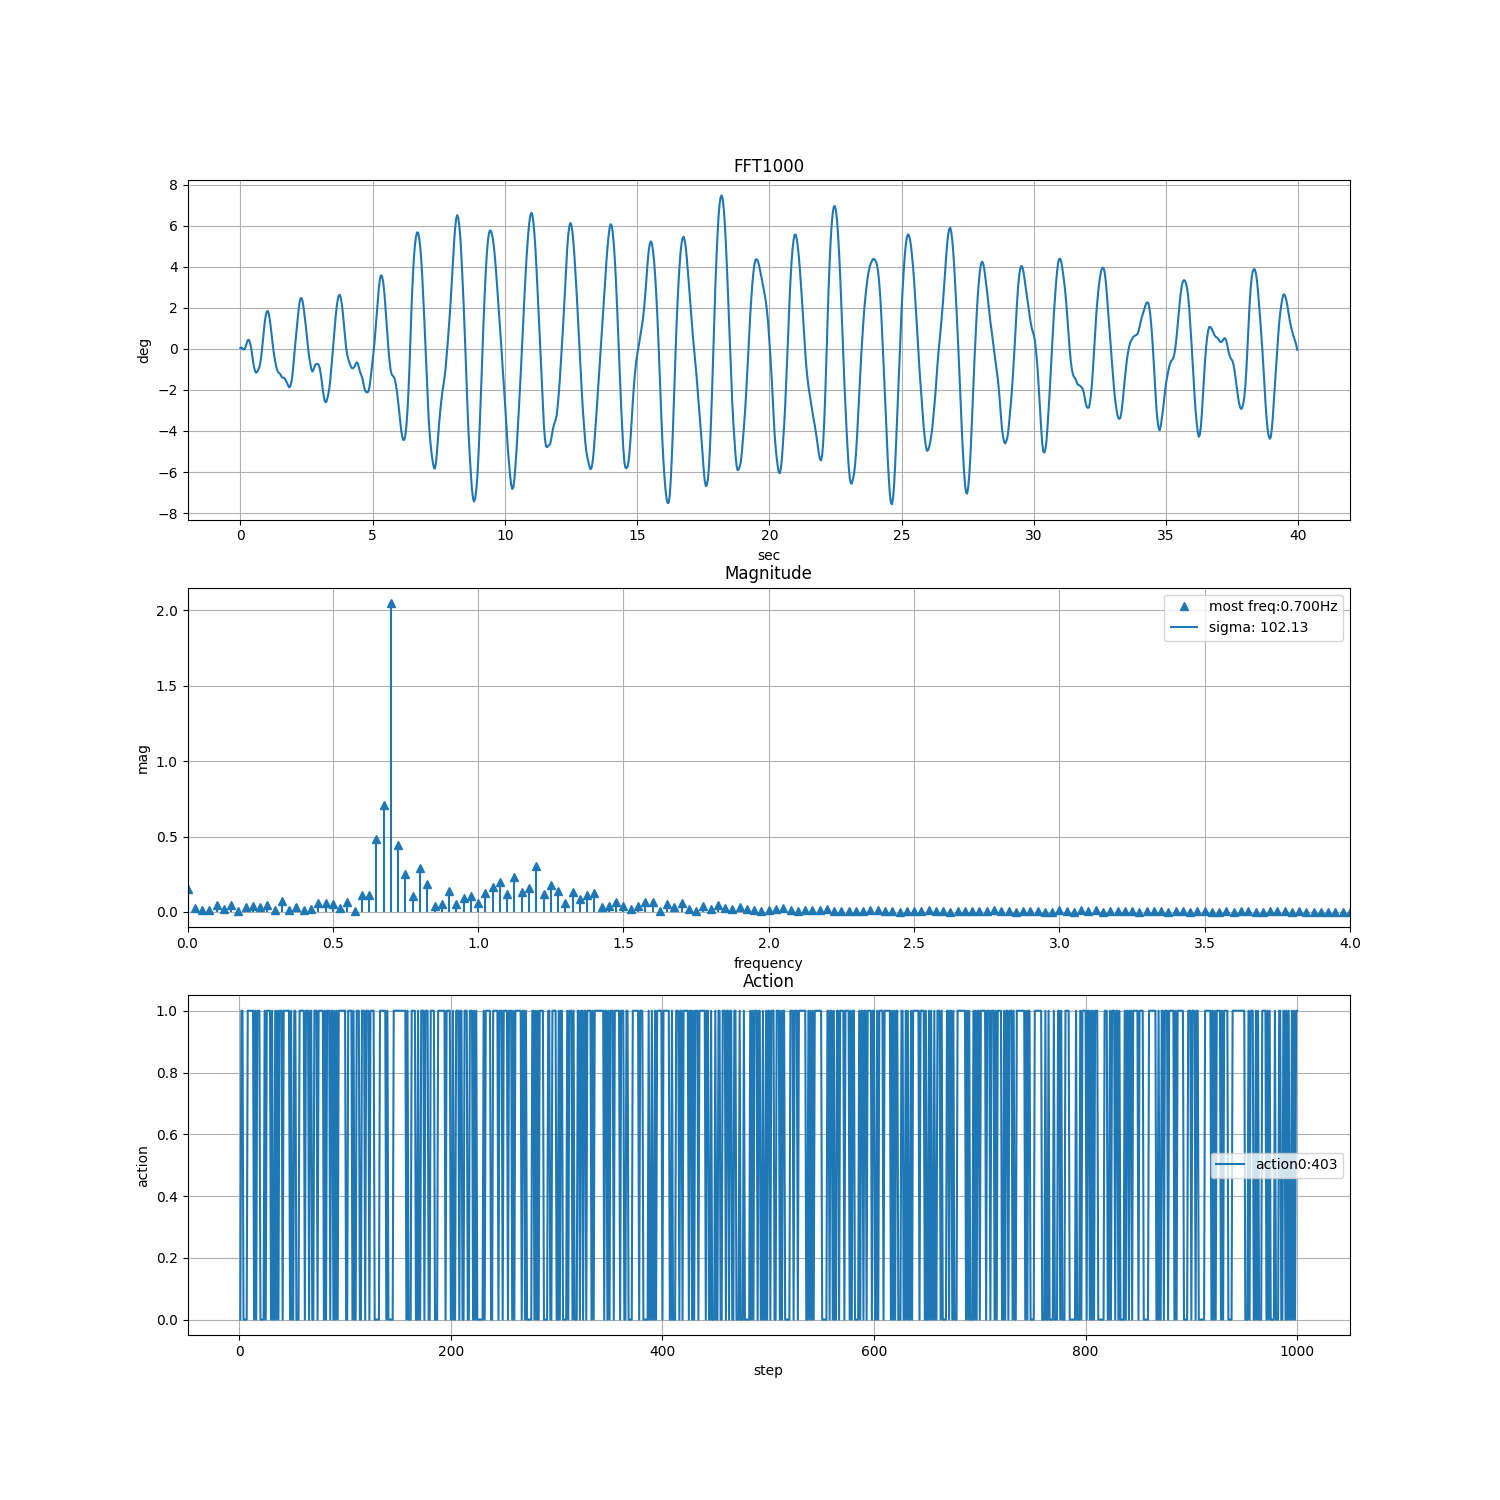 FFT1000
8
6
4
2
0
−2
−4
−6
−8
deg
0 5 10 15 20 25 30 35 40
sec
Magnitude
2.0
1.5
1.0
0.5
0.0
mag
most freq:0.700Hz
sigma: 102.13
0.0 0.5 1.0 1.5 2.0 2.5 3.0 3.5 4.0
frequency
Action
1.0
0.8
0.6
0.4
0.2
0.0
action
action0:403
0 200 400 600 800 1000
step